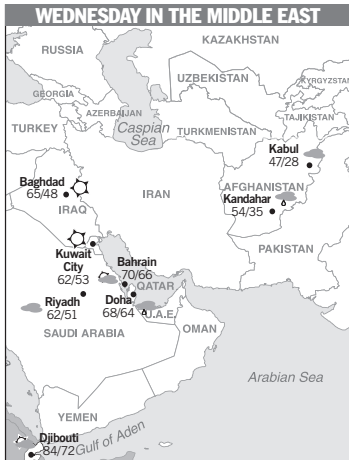 WEDNESDAY IN THE MIDDLE EAST
KAZAKHSTAN
RUSSIA
UZBEKISTAN
KYRGYZSTAN
GEORGIA
AZERBAIJAN
TAJIKISTAN
TURKEY
Caspian
Sea
TURKMENISTAN
Kabul
47/28
Baghdad
65/48
IRAN
AFGHANISTAN
Kandahar
54/35
IRAQ
PAKISTAN
Kuwait
City
62/53
Bahrain
70/66
QATAR
Riyadh
62/51
Doha
68/64
U.A.E.
SAUDI ARABIA
OMAN
Arabian Sea
YEMEN
Djibouti
84/72
Gulf of Aden